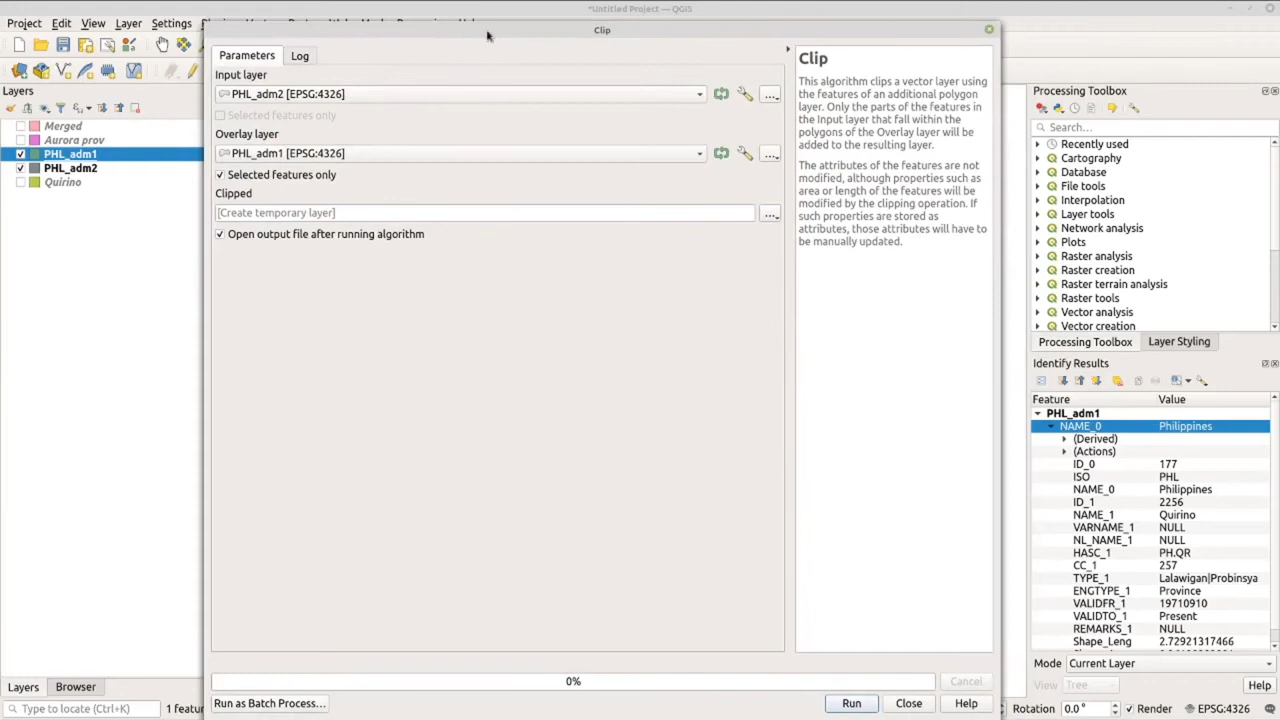 *Untitled Project — QGIS
Project Edit View Layer Settings
Clip
Parameters Log
Input layer
PHL_adm2 [EPSG:4326]
Selected features only
Overlay layer
PHL_adm1 [EPSG:4326]
Selected features only
Clipped
[Create temporary layer]
Open output file after running algorithm
0%
Cancel
Run as Batch Process...
Run
Close
Help
Clip
This algorithm clips a vector layer using
the features of an additional polygon
layer. Only the parts of the features in
the Input layer that fall within the
polygons of the Overlay layer will be
added to the resulting layer.
The attributes of the features are not
modified, although properties such as
area or length of the features will be
modified by the clipping operation. If
such properties are stored as
attributes, those attributes will have to
be manually updated.
Layers
Merged
Aurora prov
PHL_adm1
PHL_adm2
Quirino
Layers Browser
Type to locate (Ctrl+K)
1 featur
Processing Toolbox
Search...
Recently used
Cartography
Database
File tools
Interpolation
Layer tools
Network analysis
Plots
Raster analysis
Raster creation
Raster terrain analysis
Raster tools
Vector analysis
Vector creation
Processing Toolbox Layer Styling
Identify Results
Feature Value
PHL_adm1
NAME_0 Philippines
(Derived)
(Actions)
ID_0 177
ISO PHL
NAME_0 Philippines
ID_1 2256
NAME_1 Quirino
VARNAME_1 NULL
NL_NAME_1 NULL
HASC_1 PH.QR
CC_1 257
TYPE_1 Lalawigan|Probinsya
ENGTYPE_1 Province
VALIDFR_1 19710910
VALIDTO_1 Present
REMARKS_1 NULL
Shape_Leng 2.72921317466
Mode Current Layer
View Tree
Help
Rotation 0.0 ° Render EPSG:4326